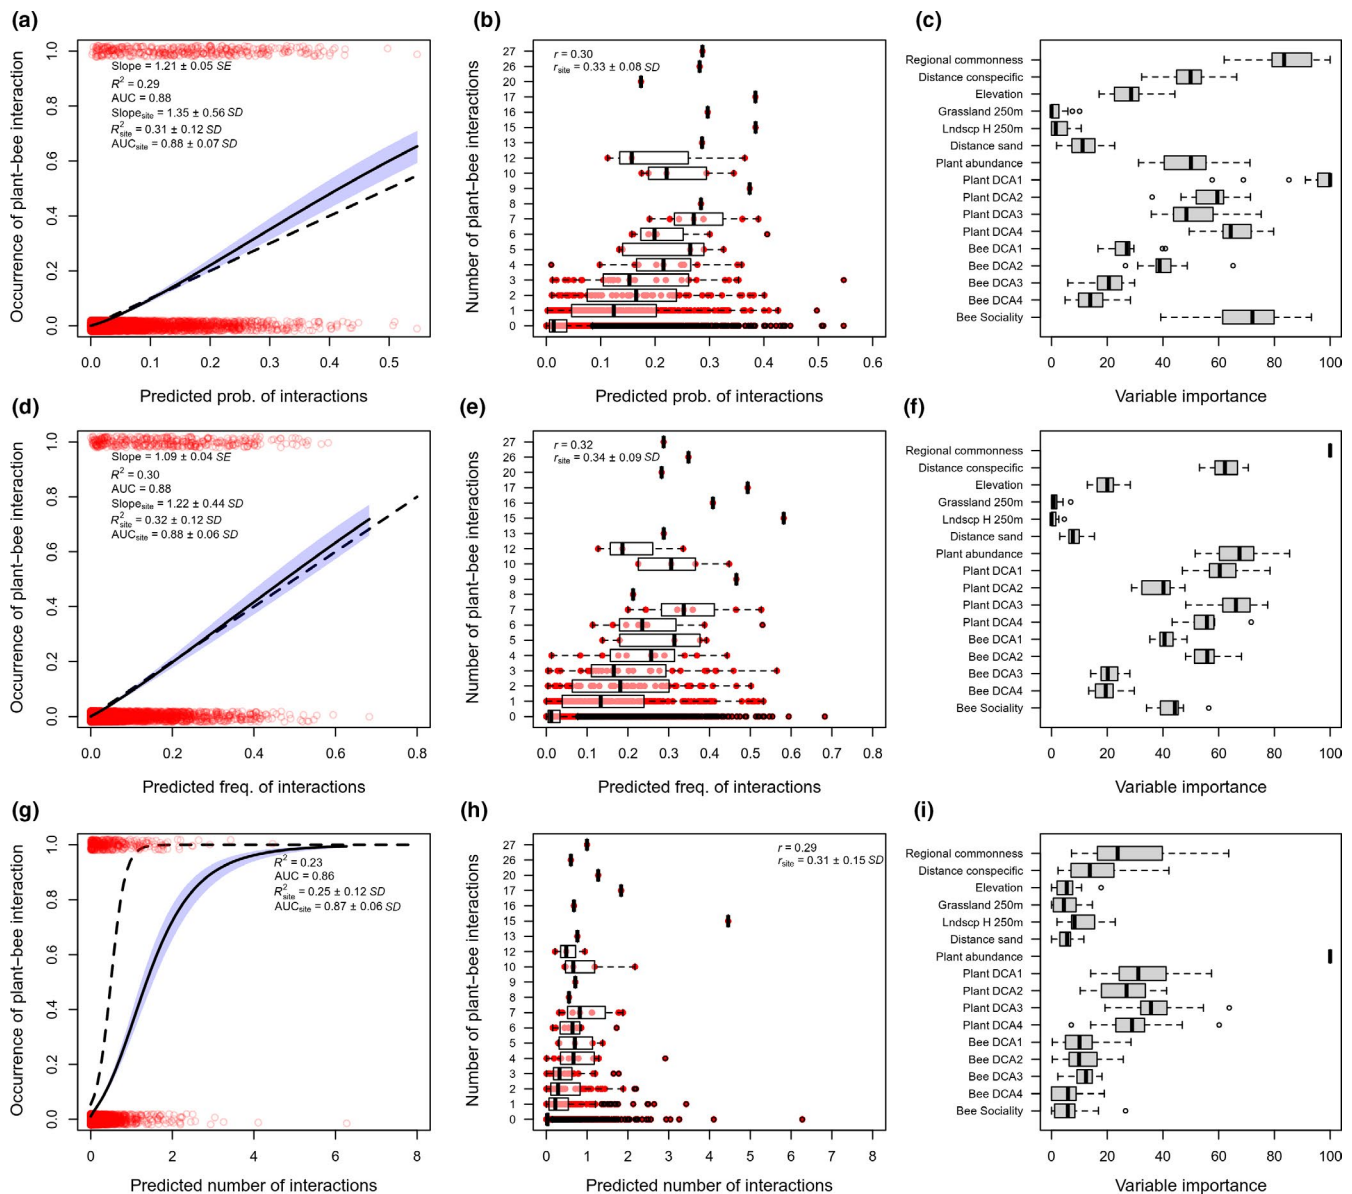 (a)
Occurrence of plant−bee interaction
1.0
0.8
0.6
0.4
0.2
0.0
Slope = 1.21 ± 0.05 SE
R² = 0.29
AUC = 0.88
Slope_site = 1.35 ± 0.56 SD
R²_site = 0.31 ± 0.12 SD
AUC_site = 0.88 ± 0.07 SD
0.0 0.1 0.2 0.3 0.4 0.5
Predicted prob. of interactions
(b)
Number of plant−bee interactions
27
26
20
17
16
15
13
12
10
9
8
7
6
5
4
3
2
1
0
r = 0.30
r_site = 0.33 ± 0.08 SD
0.0 0.1 0.2 0.3 0.4 0.5 0.6
Predicted prob. of interactions
(c)
Regional commonness
Distance conspecific
Elevation
Grassland 250m
Lndscp H 250m
Distance sand
Plant abundance
Plant DCA1
Plant DCA2
Plant DCA3
Plant DCA4
Bee DCA1
Bee DCA2
Bee DCA3
Bee DCA4
Bee Sociality
0 20 40 60 80 100
Variable importance
(d)
Occurrence of plant−bee interaction
1.0
0.8
0.6
0.4
0.2
0.0
Slope = 1.09 ± 0.04 SE
R² = 0.30
AUC = 0.88
Slope_site = 1.22 ± 0.44 SD
R²_site = 0.32 ± 0.12 SD
AUC_site = 0.88 ± 0.06 SD
0.0 0.2 0.4 0.6 0.8
Predicted freq. of interactions
(e)
Number of plant−bee interactions
27
26
20
17
16
15
13
12
10
9
8
7
6
5
4
3
2
1
0
r = 0.32
r_site = 0.34 ± 0.09 SD
0.0 0.1 0.2 0.3 0.4 0.5 0.6 0.7 0.8
Predicted freq. of interactions
(f)
Regional commonness
Distance conspecific
Elevation
Grassland 250m
Lndscp H 250m
Distance sand
Plant abundance
Plant DCA1
Plant DCA2
Plant DCA3
Plant DCA4
Bee DCA1
Bee DCA2
Bee DCA3
Bee DCA4
Bee Sociality
0 20 40 60 80 100
Variable importance
(g)
Occurrence of plant−bee interaction
1.0
0.8
0.6
0.4
0.2
0.0
R² = 0.23
AUC = 0.86
R²_site = 0.25 ± 0.12 SD
AUC_site = 0.87 ± 0.06 SD
0 2 4 6 8
Predicted number of interactions
(h)
Number of plant−bee interactions
27
26
20
17
16
15
13
12
10
9
8
7
6
5
4
3
2
1
0
r = 0.29
r_site = 0.31 ± 0.15 SD
0 1 2 3 4 5 6 7 8
Predicted number of interactions
(i)
Regional commonness
Distance conspecific
Elevation
Grassland 250m
Lndscp H 250m
Distance sand
Plant abundance
Plant DCA1
Plant DCA2
Plant DCA3
Plant DCA4
Bee DCA1
Bee DCA2
Bee DCA3
Bee DCA4
Bee Sociality
0 20 40 60 80 100
Variable importance